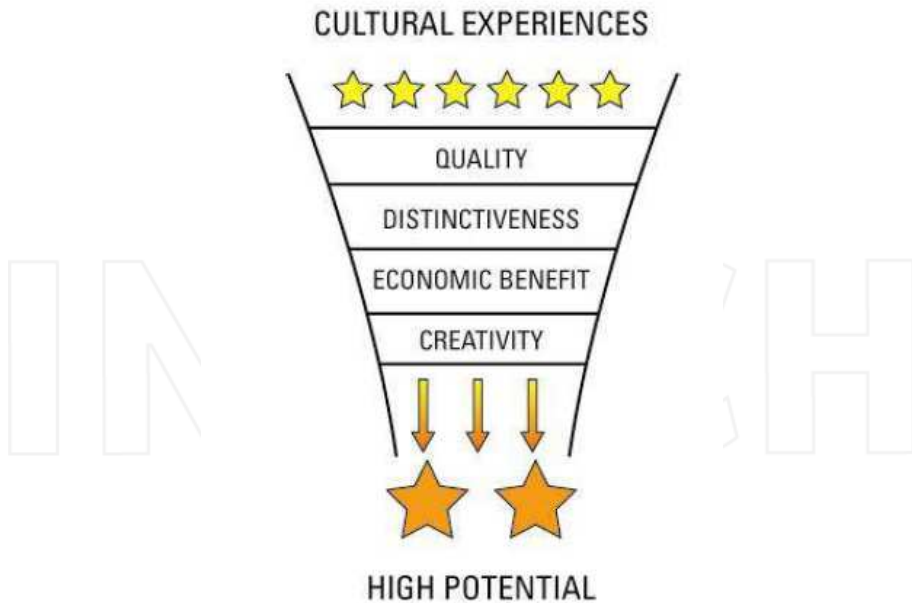 CULTURAL EXPERIENCES
QUALITY
DISTINCTIVENESS
ECONOMIC BENEFIT
CREATIVITY
HIGH POTENTIAL